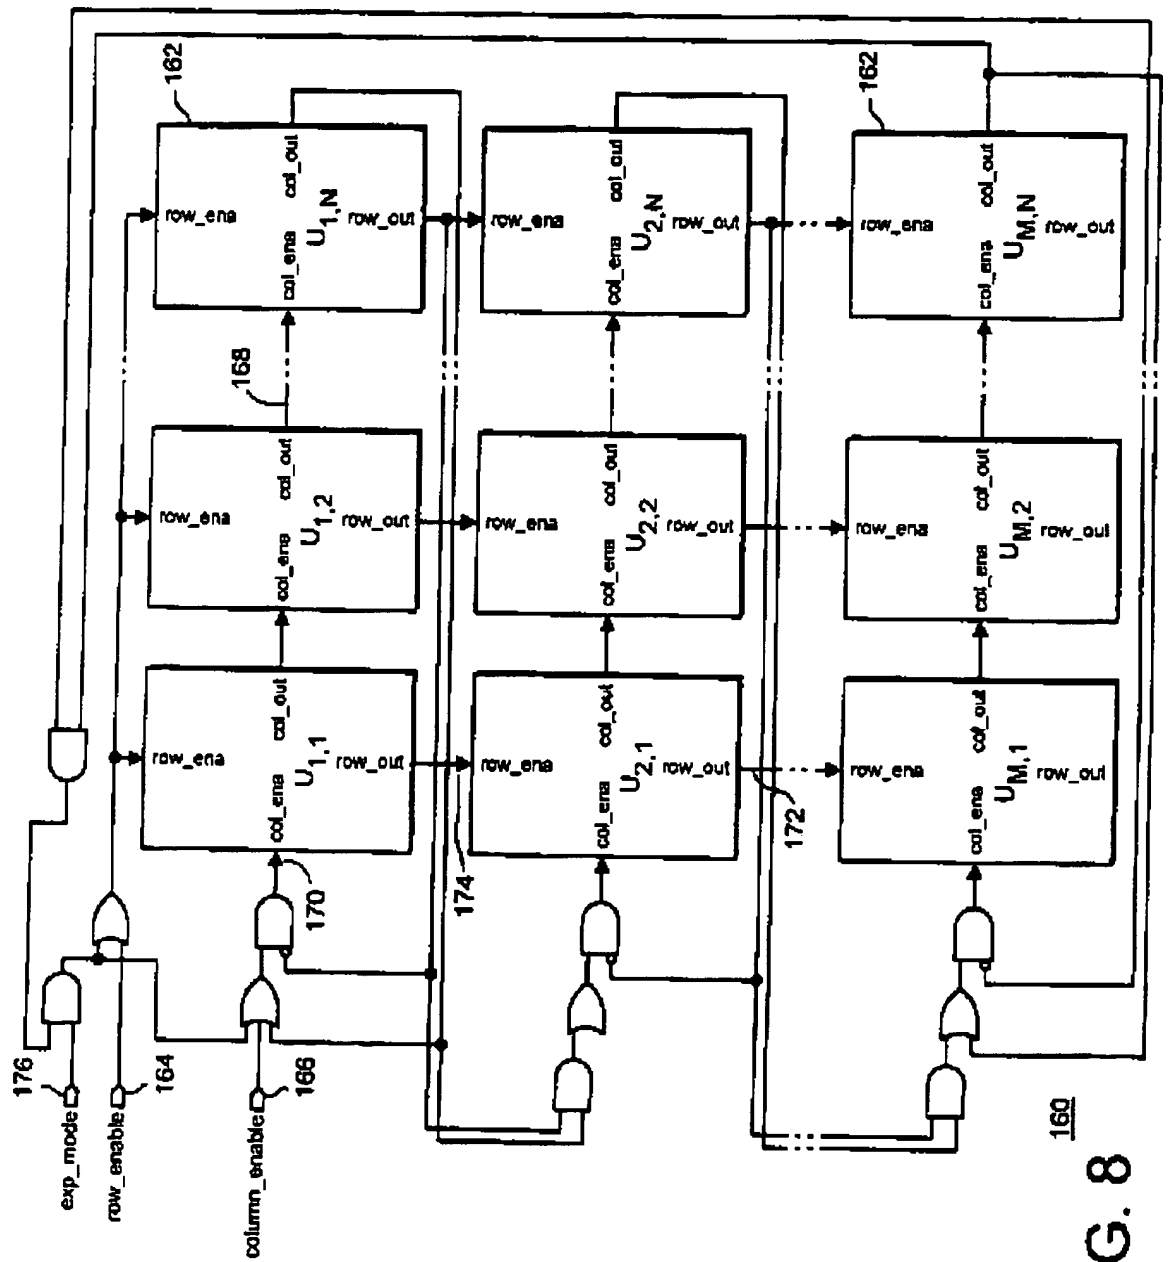 exp_mode
176
row_enable
164
column_enable
166
row_ena
col_ena
col_out
U1,1
row_out
170
row_ena
col_ena
col_out
U1,2
row_out
168
row_ena
col_ena
col_out
U1,N
row_out
162
174
row_ena
col_ena
col_out
U2,1
row_out
row_ena
col_ena
col_out
U2,2
row_out
row_ena
col_ena
col_out
U2,N
row_out
172
row_ena
col_ena
col_out
UM,1
row_out
row_ena
col_ena
col_out
UM,2
row_out
row_ena
col_ena
col_out
UM,N
row_out
162
160
G. 8